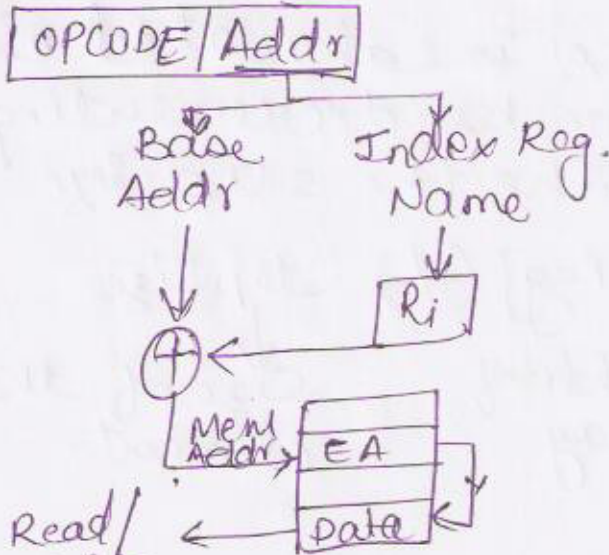 OPCODE | Addr
Base Index Reg.
Addr Name
Ri
+
Mem
Addr
EA
Read/ Data